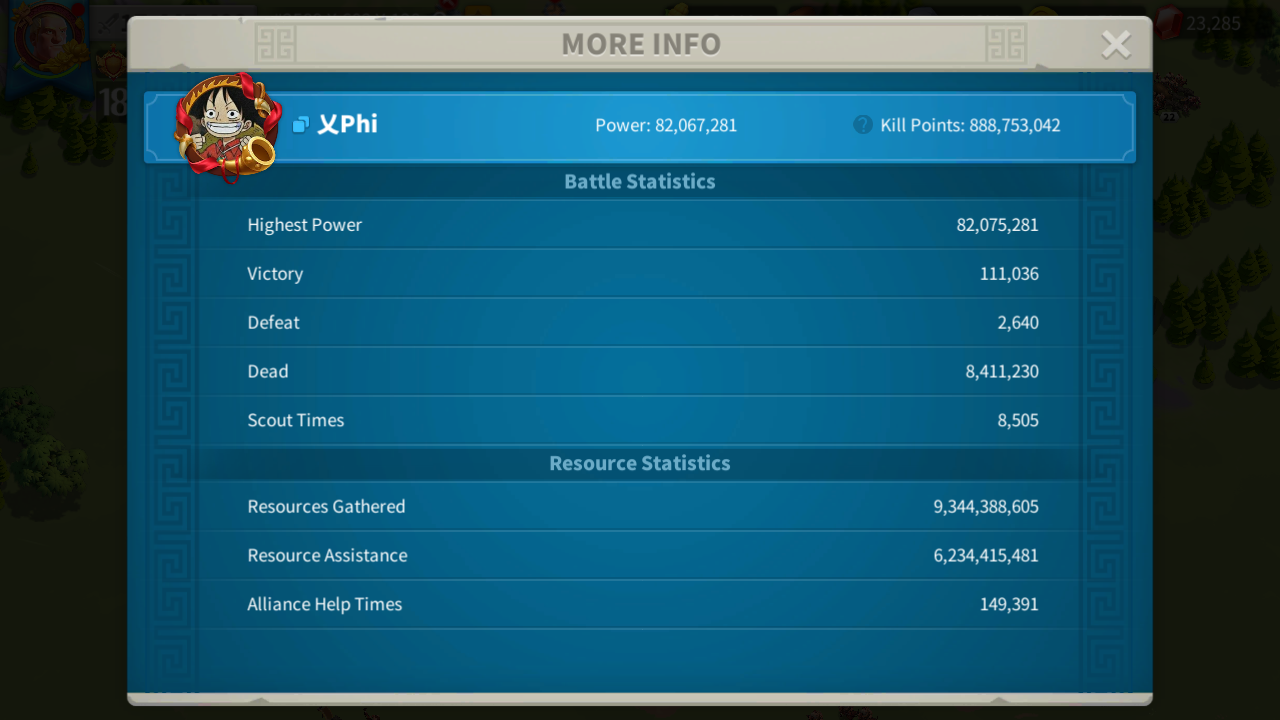 MORE INFO
23,285
18
乂Phi
Power: 82,067,281
? Kill Points: 888,753,042
22
Battle Statistics
Highest Power 82,075,281
Victory 111,036
Defeat 2,640
Dead 8,411,230
Scout Times 8,505
Resource Statistics
Resources Gathered 9,344,388,605
Resource Assistance 6,234,415,481
Alliance Help Times 149,391